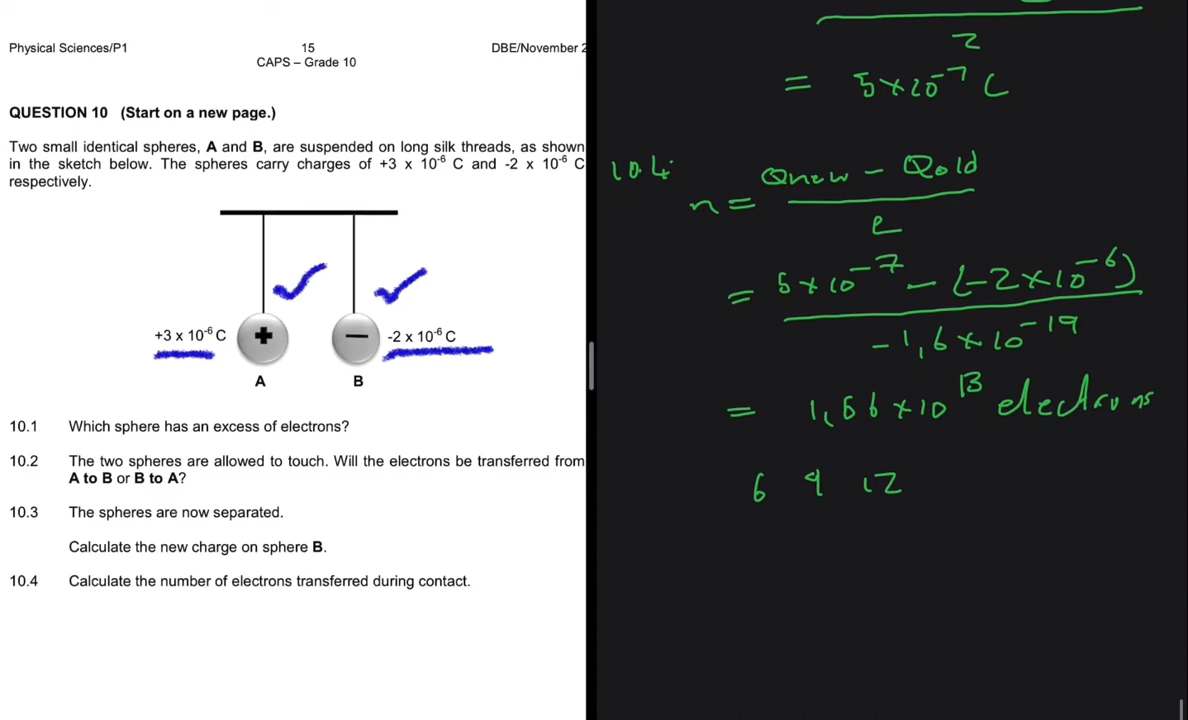 Physical Sciences/P1
15
DBE/November 2
CAPS – Grade 10
QUESTION 10 (Start on a new page.)
Two small identical spheres, A and B, are suspended on long silk threads, as shown
in the sketch below. The spheres carry charges of +3 x 10⁻⁶ C and -2 x 10⁻⁶ C
respectively.
+3 x 10⁻⁶ C
+
–
-2 x 10⁻⁶ C
A
B
10.1 Which sphere has an excess of electrons?
10.2 The two spheres are allowed to touch. Will the electrons be transferred from
A to B or B to A?
10.3 The spheres are now separated.
Calculate the new charge on sphere B.
10.4 Calculate the number of electrons transferred during contact.
2
= 5×10⁻⁷ C
10.4
n = Qnew – Qold
e
= 5×10⁻⁷ – (–2×10⁻⁶)
–1,6×10⁻¹⁹
= 1,56×10¹³ electrons
6 9 12